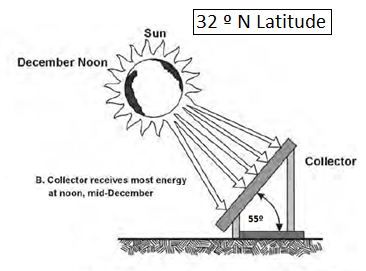 32 º N Latitude
Sun
December Noon
Collector
B. Collector receives most energy
at noon, mid-December
55º